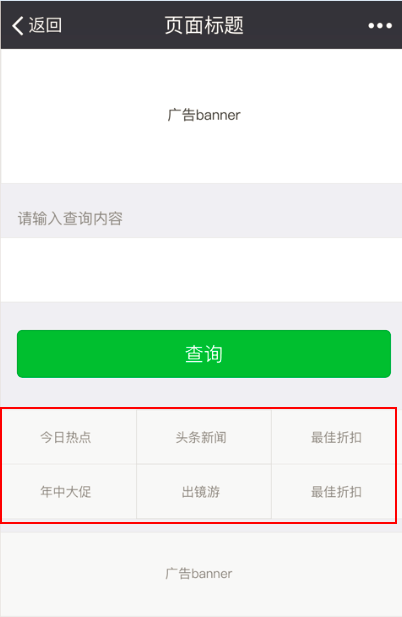 返回 页面标题
广告banner
请输入查询内容
查询
今日热点 头条新闻 最佳折扣
年中大促 出镜游 最佳折扣
广告banner